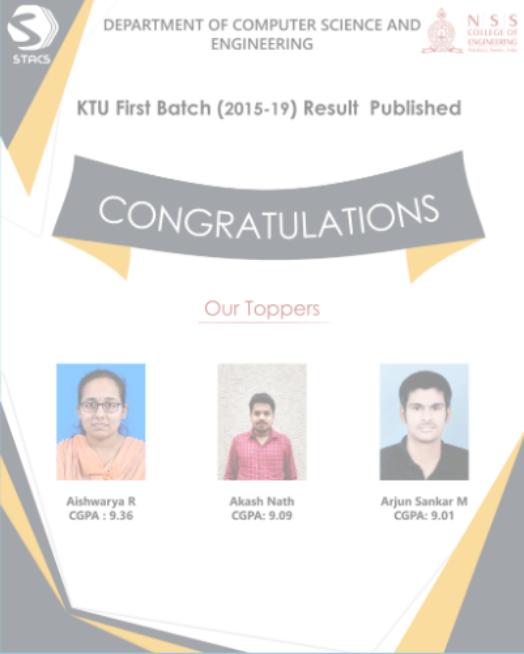 STACS
DEPARTMENT OF COMPUTER SCIENCE AND
ENGINEERING
N S S
COLLEGE OF
ENGINEERING
KTU First Batch (2015-19) Result Published
CONGRATULATIONS
Our Toppers
Aishwarya R
CGPA : 9.36
Akash Nath
CGPA: 9.09
Arjun Sankar M
CGPA: 9.01